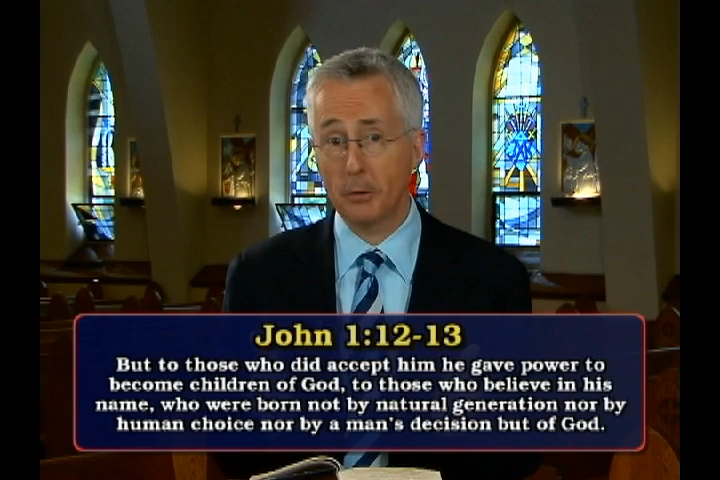 John 1:12-13
But to those who did accept him he gave power to
become children of God, to those who believe in his
name, who were born not by natural generation nor by
human choice nor by a man's decision but of God.